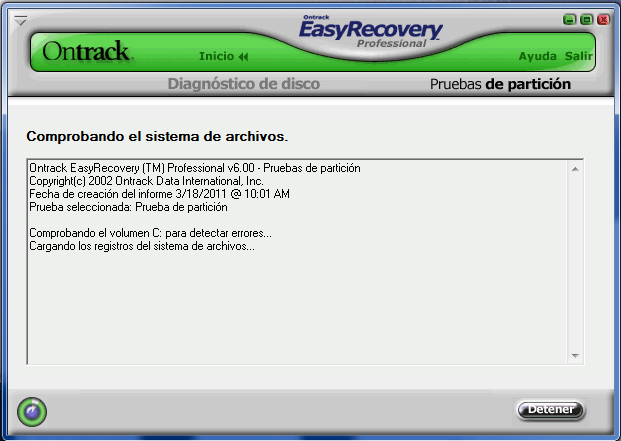 Ontrack
EasyRecovery
Professional
Ontrack
Inicio
Ayuda Salir
Diagnóstico de disco
Pruebas de partición
Comprobando el sistema de archivos.
Ontrack EasyRecovery (TM) Professional v6.00 - Pruebas de partición
Copyright(c) 2002 Ontrack Data International, Inc.
Fecha de creación del informe 3/18/2011 @ 10:01 AM
Prueba seleccionada: Prueba de partición
Comprobando el volumen C: para detectar errores...
Cargando los registros del sistema de archivos...
Detener